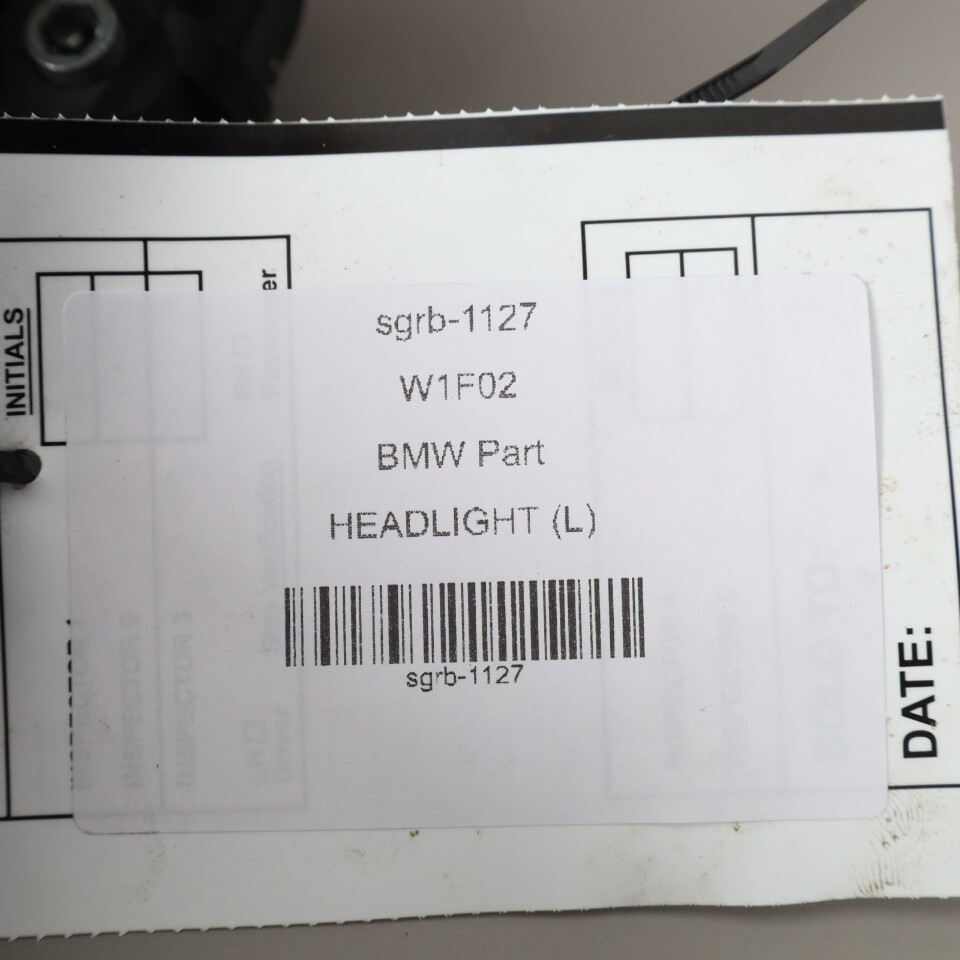 sgrb-1127
W1F02
BMW Part
HEADLIGHT (L)
sgrb-1127
INITIALS
DATE: